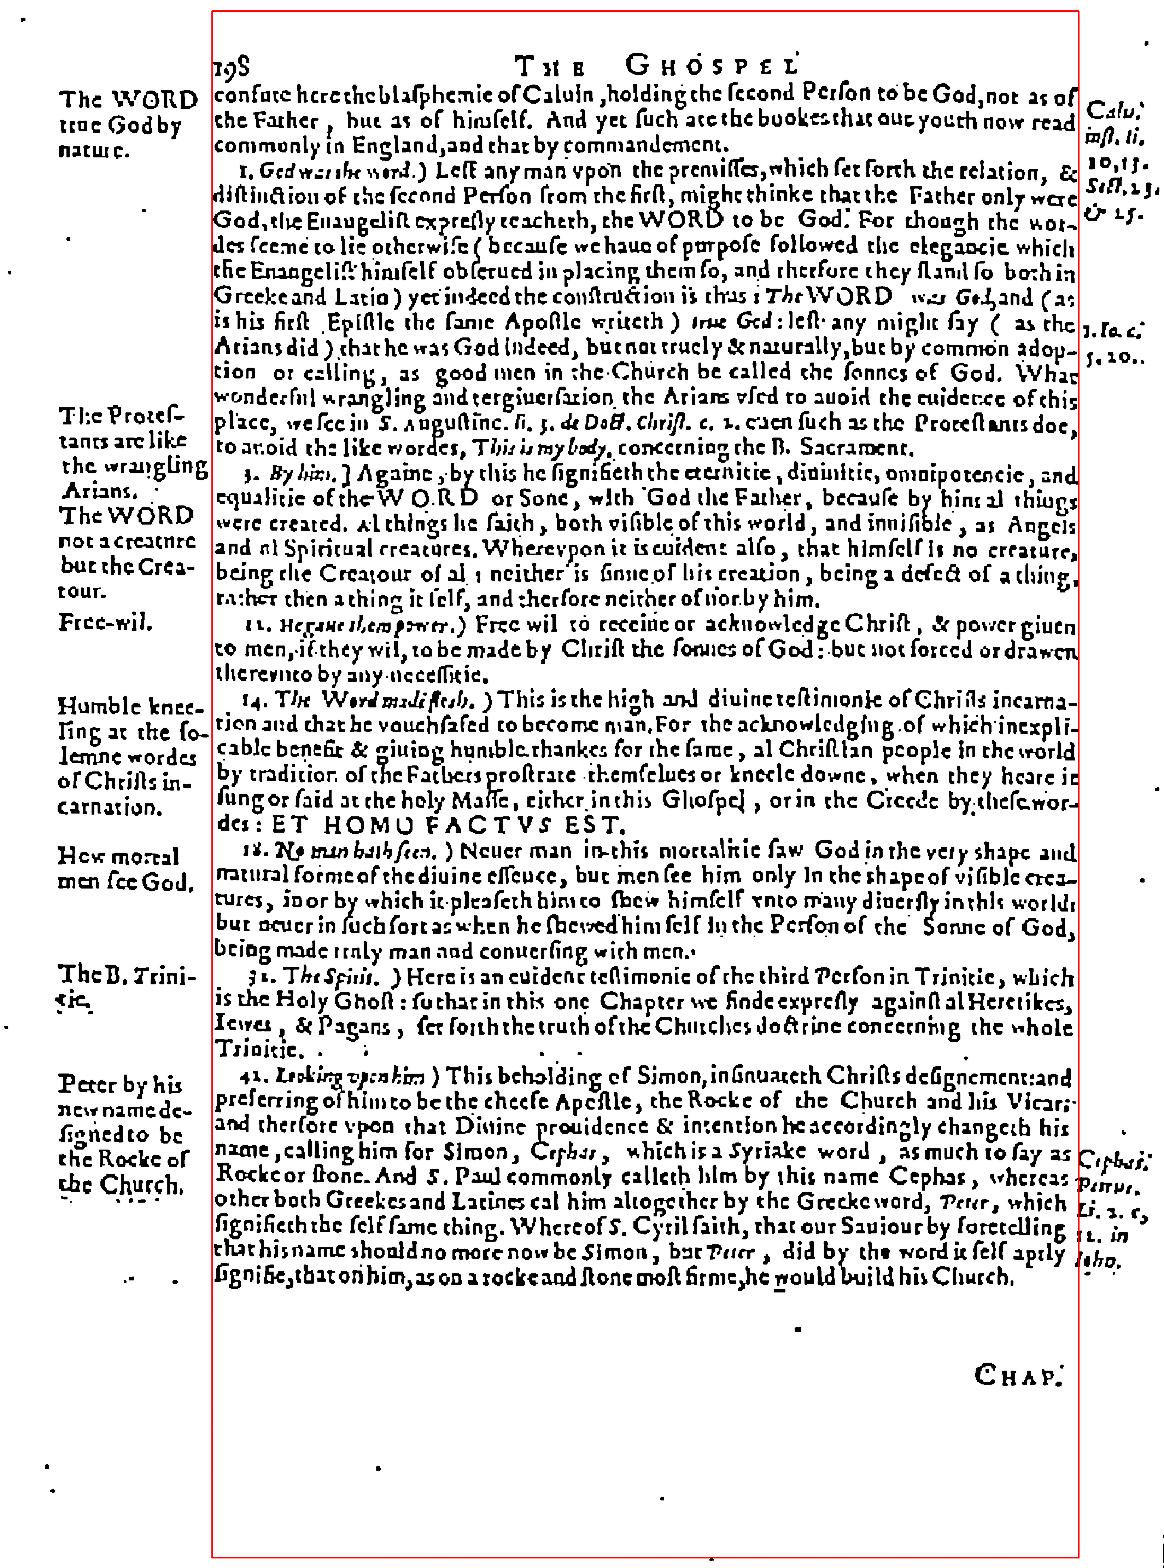 198 THE GHOSPEL
The WORD
true God by
nature.
confute here the blaſphemie of Caluin, holding the ſecond Perſon to be God, not as of
the Father, but as of himſelf. And yet ſuch are the bookes that our youth now read
commonly in England, and that by commandement.
Calu.
inſt. li.
10, 13.
Sect. 23.
& 25.
1. God was the word.) Leſt any man vpon the premiſſes, which ſet forth the relation, &
diſtinction of the ſecond Perſon from the firſt, might thinke that the Father only were
God, the Euangeliſt expreſly teacheth, the WORD to be God. For though the wor-
des ſeeme to lie otherwiſe (becauſe we haue of purpoſe followed the elegancie which
the Euangeliſt himſelf obſerued in placing them ſo, and therfore they ſtand ſo both in
Greeke and Latin) yet indeed the conſtruction is thus: The WORD was God, and (as
is his firſt Epiſtle the ſame Apoſtle writeth) true God: leſt any might ſay (as the
Arians did) that he was God indeed, but not truely & naturally, but by common adop-
tion or calling, as good men in the Church be called the ſonnes of God. What
wonderful wrangling and tergiuerſation the Arians vſed to auoid the euidence of this
place, we ſee in S. Auguſtine. li. 3. de Doct. Chriſt. c. 2. euen ſuch as the Proteſtants doe,
to auoid the like wordes, This is my body, concerning the B. Sacrament.
1. Io. c.
5. 20.
The Proteſ-
tants are like
the wrangling
Arians.
The WORD
not a creature
but the Crea-
tour.
3. By him.] Againe, by this he ſignifieth the eternitie, diuinitie, omnipotencie, and
equalitie of the WORD or Sone, with God the Father, becauſe by him al things
were created. Al things he ſaith, both viſible of this world, and inuiſible, as Angels
and al Spiritual creatures. Wherevpon it is euident alſo, that himſelf is no creature,
being the Creatour of al: neither is ſinne of his creation, being a defect of a thing,
rather then a thing it ſelf, and therfore neither of nor by him.
Free-wil.
12. He gaue them power.) Free wil to receiue or acknowledge Chriſt, & power giuen
to men, if they wil, to be made by Chriſt the ſonnes of God: but not forced or drawen
therevnto by any neceſſitie.
Humble knee-
ling at the ſo-
lemne wordes
of Chriſts in-
carnation.
14. The Word made fleſh.) This is the high and diuine teſtimonie of Chriſts incarna-
tion and that he vouchſafed to become man. For the acknowledging of which inexpli-
cable benefit & giuing humble thankes for the ſame, al Chriſtian people in the world
by tradition of the Fathers proſtrate themſelues or kneele downe, when they heare it
ſung or ſaid at the holy Maſſe, either in this Ghoſpel, or in the Creede by theſe wor-
des: ET HOMO FACTVS EST.
How mortal
men ſee God.
18. No man hath ſeen.) Neuer man in this mortalitie ſaw God in the very shape and
natural forme of the diuine eſſence, but men ſee him only in the shape of viſible crea-
tures, in or by which it pleaſeth him to shew himſelf vnto many diuerſly in this world:
but neuer in ſuch ſort as when he shewed himſelf in the Perſon of the Sonne of God,
being made truly man and conuerſing with men.
The B. Trini-
tie.
32. The Spirit.) Here is an euident teſtimonie of the third Perſon in Trinitie, which
is the Holy Ghoſt: ſo that in this one Chapter we finde expreſly againſt al Heretikes,
Iewes, & Pagans, ſet forth the truth of the Churches doctrine concerning the whole
Trinitie.
Peter by his
new name de-
ſigned to be
the Rocke of
the Church.
42. Looking vpon him) This beholding of Simon, inſinuateth Chriſts deſignement: and
preferring of him to be the cheefe Apoſtle, the Rocke of the Church and his Vicar:
and therfore vpon that Diuine prouidence & intention he accordingly changeth his
name, calling him for Simon, Cephas, which is a Syriake word, as much to ſay as
Rocke or ſtone. And S. Paul commonly calleth him by this name Cephas, whereas
other both Greekes and Latines cal him altogether by the Greeke word, Peter, which
ſignifieth the ſelf ſame thing. Whereof S. Cyril ſaith, that our Sauiour by foretelling
that his name should no more now be Simon, but Peter, did by the word it ſelf aptly
ſignifie, that on him, as on a rocke and ſtone moſt firme, he would build his Church.
Cephas.
Petrus.
Li. 2. c,
12. in
Ioho.
CHAP.